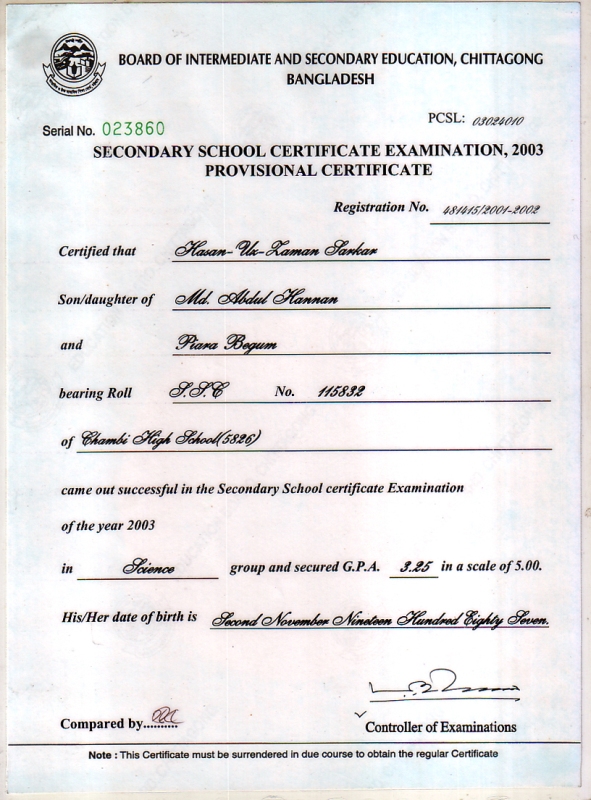 BOARD OF INTERMEDIATE AND SECONDARY EDUCATION, CHITTAGONG
BANGLADESH
PCSL: 03024010
Serial No. 023860
SECONDARY SCHOOL CERTIFICATE EXAMINATION, 2003
PROVISIONAL CERTIFICATE
Registration No. 481415/2001-2002
Certified that Hasan-Uz-Zaman Sarkar
Son/daughter of Md. Abdul Hannan
and Piara Begum
bearing Roll S.S.C No. 115832
of Chambi High School(5826)
came out successful in the Secondary School certificate Examination
of the year 2003
in Science group and secured G.P.A. 3.25 in a scale of 5.00.
His/Her date of birth is Second November Nineteen Hundred Eighty Seven.
Compared by..........
Controller of Examinations
Note : This Certificate must be surrendered in due course to obtain the regular Certificate